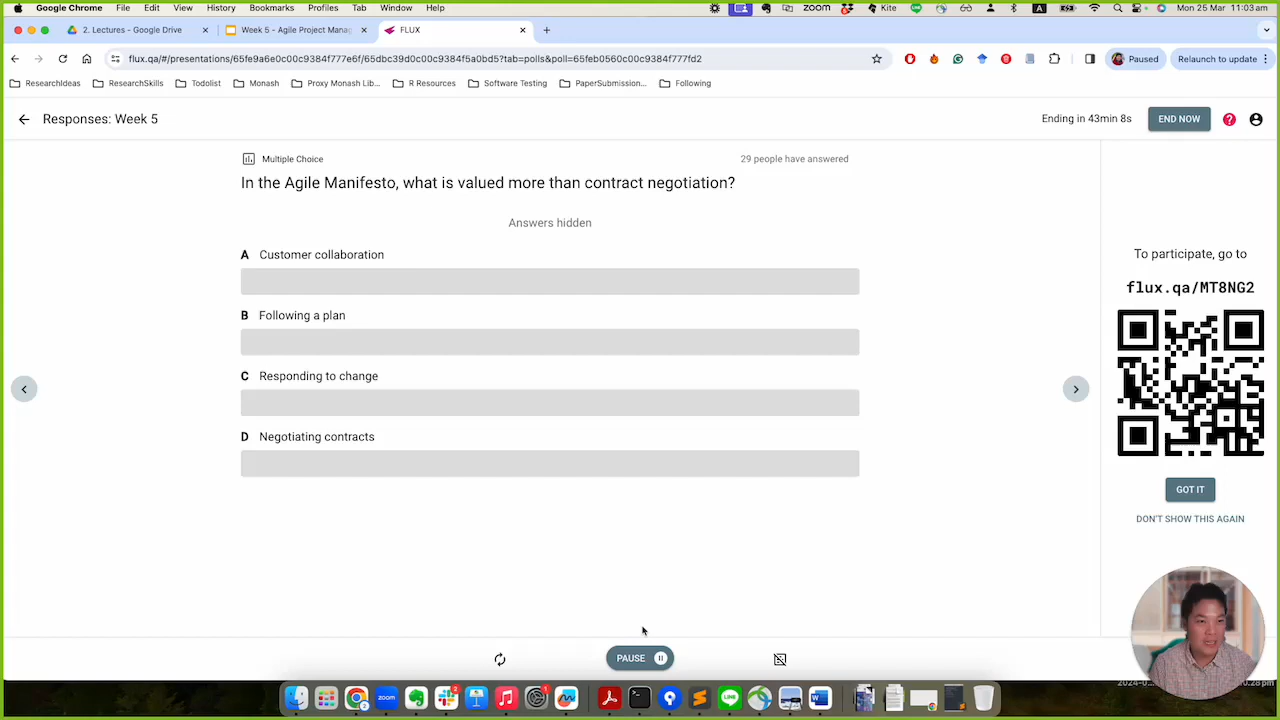 Google Chrome File Edit View History Bookmarks Profiles Tab Window Help zoom Kite A Mon 25 Mar 11:03 am
2. Lectures - Google Drive Week 5 - Agile Project Manag FLUX
flux.qa/#/presentations/65fe9a6e0c00c9384f777e6f/65dbc39d0c00c9384f5a0bd5?tab=polls&poll=65feb0560c00c9384f777fd2 Paused Relaunch to update
ResearchIdeas ResearchSkills Todolist Monash Proxy Monash Lib... R Resources Software Testing PaperSubmission... Following
Responses: Week 5 Ending in 43min 8s END NOW
Multiple Choice 29 people have answered
In the Agile Manifesto, what is valued more than contract negotiation?
Answers hidden
A Customer collaboration
B Following a plan
C Responding to change
D Negotiating contracts
To participate, go to
flux.qa/MT8NG2
GOT IT
DON'T SHOW THIS AGAIN
PAUSE
zoom